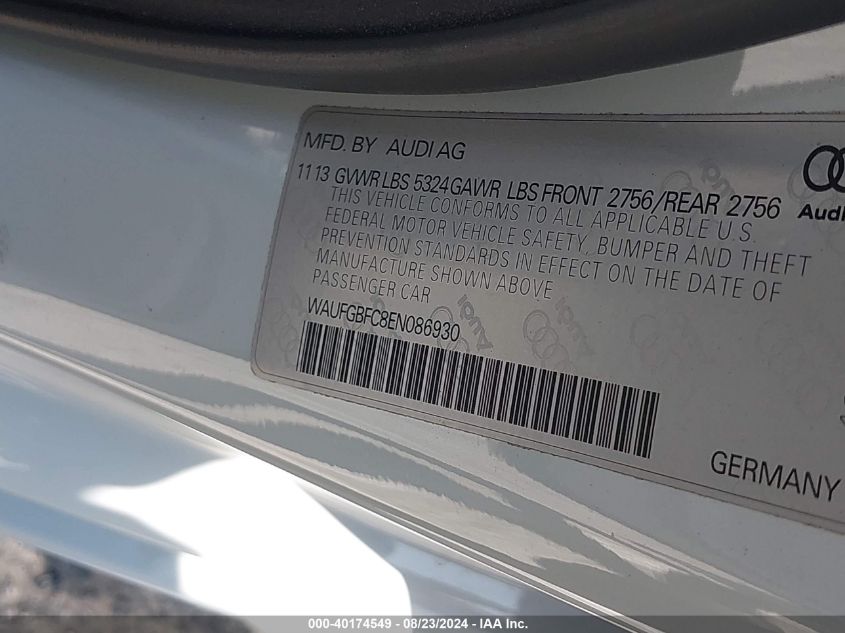 MFD. BY AUDI AG
11 13 GVWR LBS 5324 GAWR LBS FRONT 2756/REAR 2756
THIS VEHICLE CONFORMS TO ALL APPLICABLE U.S.
FEDERAL MOTOR VEHICLE SAFETY, BUMPER AND THEFT
PREVENTION STANDARDS IN EFFECT ON THE DATE OF
MANUFACTURE SHOWN ABOVE
PASSENGER CAR
WAUFGBFC8EN086930
Audi
GERMANY
000-40174549 - 08/23/2024 - IAA Inc.